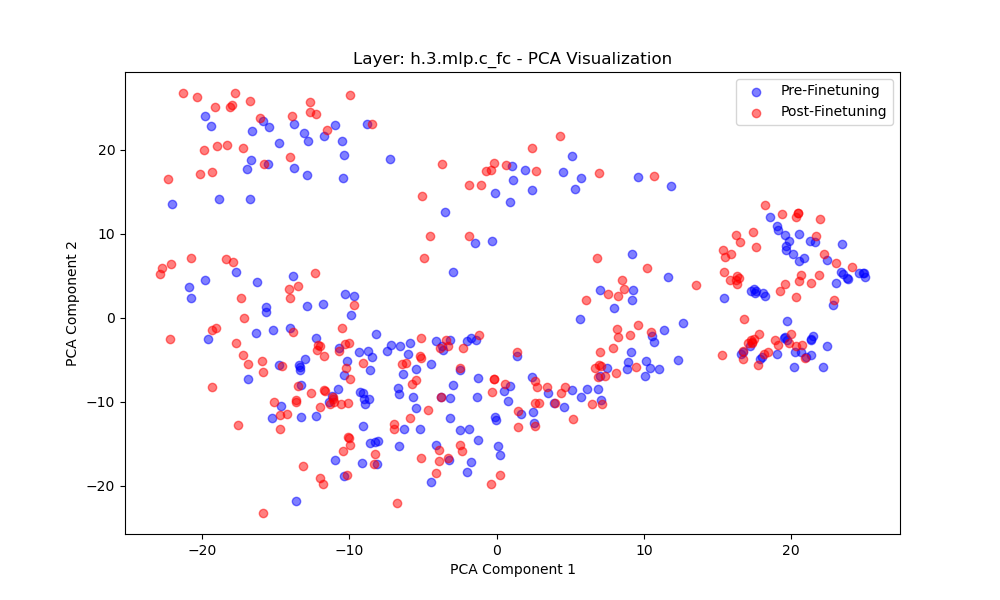 Layer: h.3.mlp.c_fc - PCA Visualization
Pre-Finetuning
Post-Finetuning
PCA Component 2
20
10
0
−10
−20
−20
−10
0
10
20
PCA Component 1